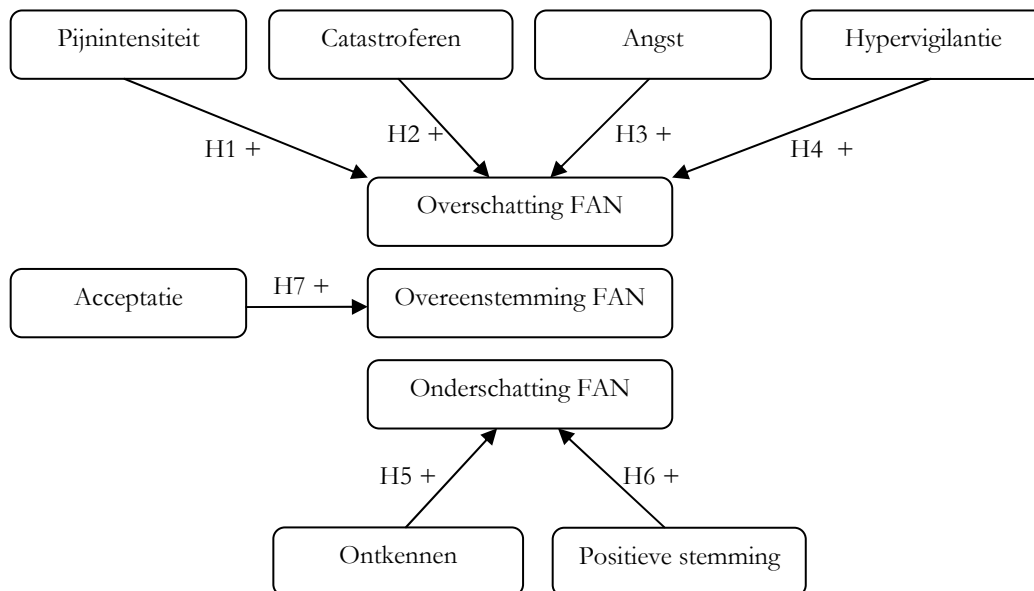 Pijnintensiteit
Catastroferen
Angst
Hypervigilantie
H1 +
H2 +
H3 +
H4 +
Overschatting FAN
Acceptatie
H7 +
Overeenstemming FAN
Onderschatting FAN
H5 +
H6 +
Ontkennen
Positieve stemming